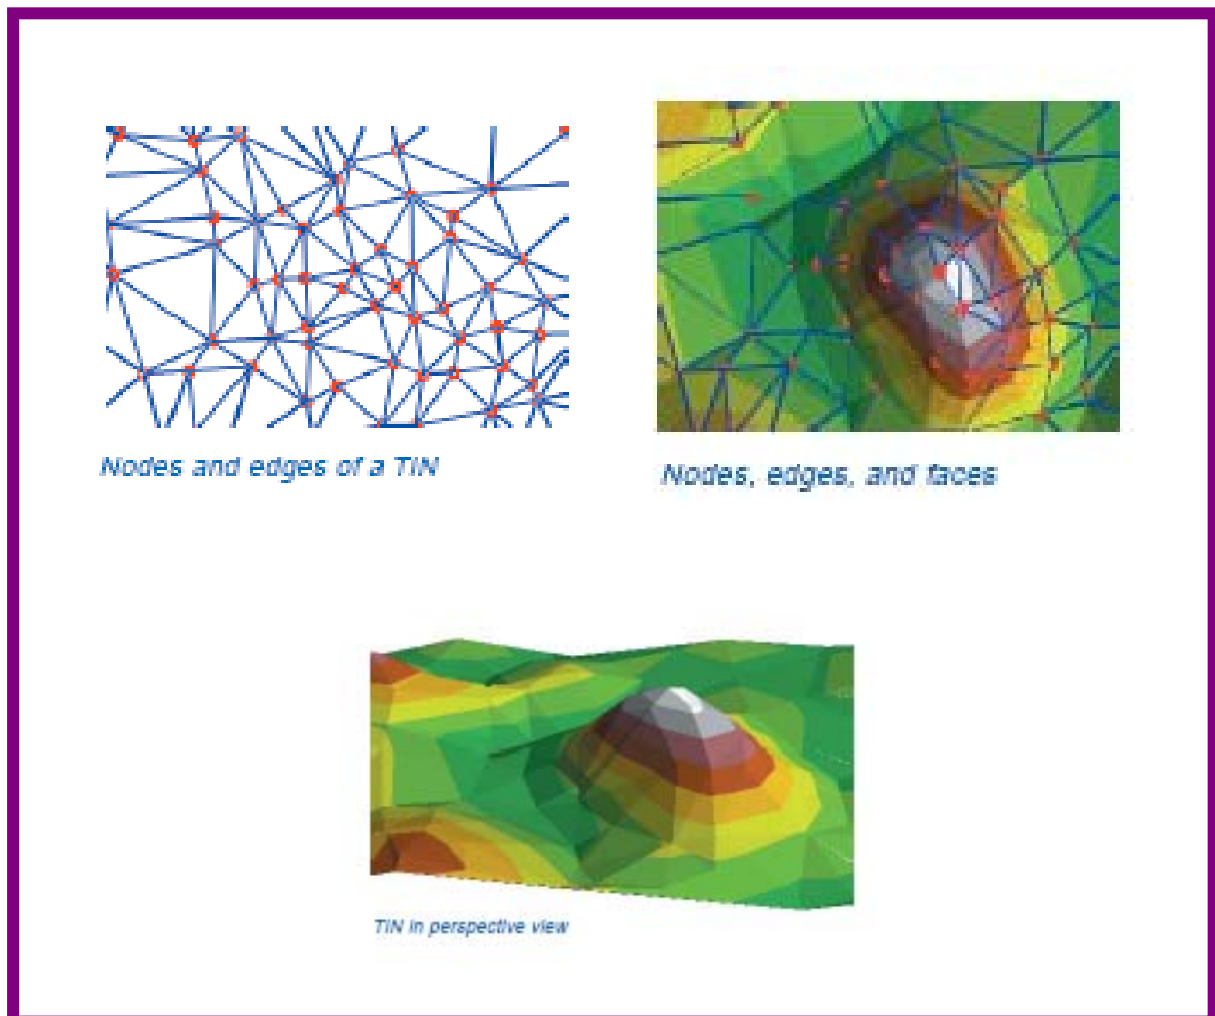 Nodes and edges of a TIN
Nodes, edges, and faces
TIN in perspective view